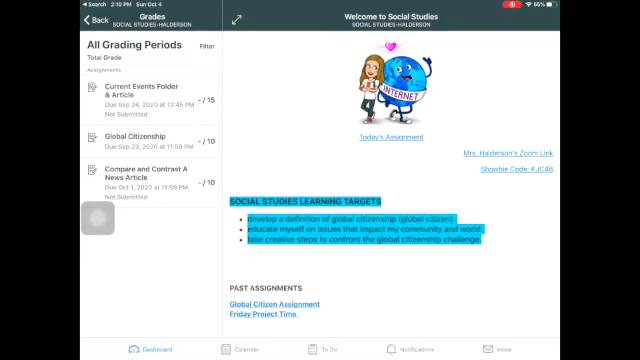 Search 2:10 PM Sun Oct 4
56%
Back
Grades
SOCIAL STUDIES-HALDERSON
Welcome to Social Studies
SOCIAL STUDIES-HALDERSON
All Grading Periods
Filter
Total Grade
Assignments
Current Events Folder
& Article
Due Sep 24, 2020 at 12:45 PM
Not Submitted
- / 15
Global Citizenship
Due Sep 23, 2020 at 11:59 PM
- / 10
Compare and Contrast A
News Article
Due Oct 1, 2020 at 11:59 PM
Not Submitted
- / 10
INTERNET
Today's Assignment
Mrs. Halderson's Zoom Link
Showbie Code: KJC46
SOCIAL STUDIES LEARNING TARGETS
• develop a definition of global citizenship (global citizen).
• educate myself on issues that impact my community and world.
• take creative steps to confront the global citizenship challenge.
PAST ASSIGNMENTS
Global Citizen Assignment
Friday Project Time
Dashboard
Calendar
To Do
Notifications
Inbox